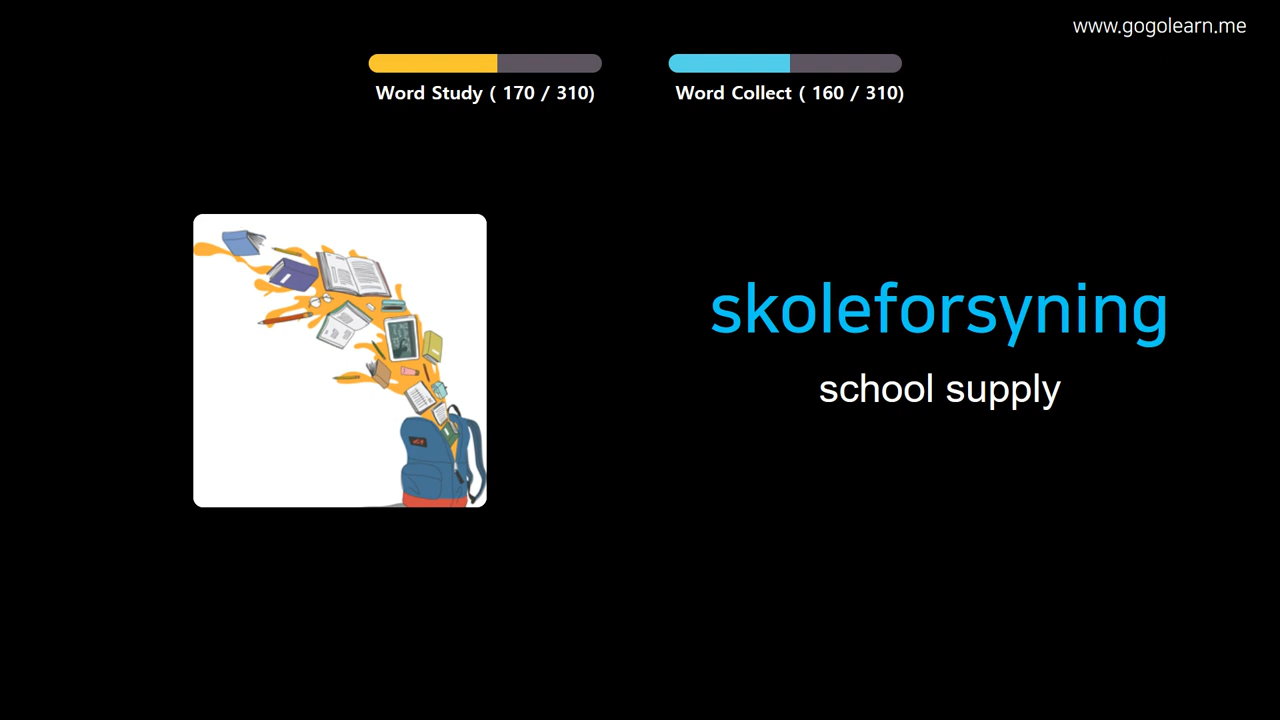 www.gogolearn.me
Word Study ( 170 / 310)
Word Collect ( 160 / 310)
skoleforsyning
school supply